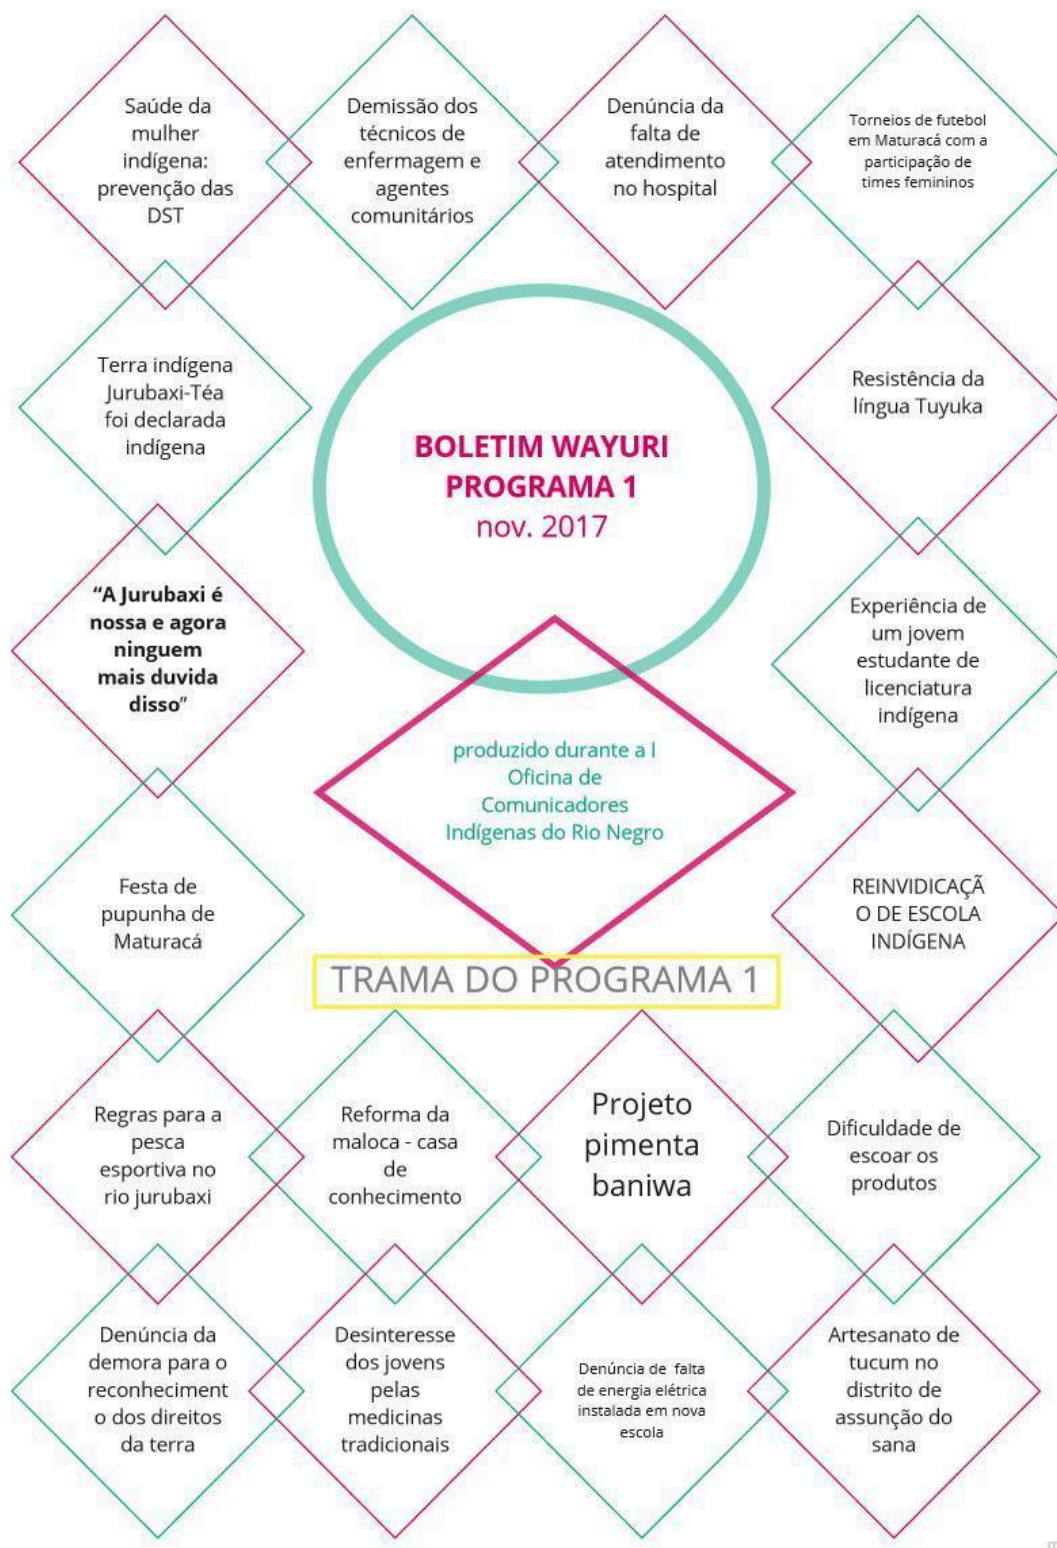 Saúde da
mulher
indígena:
prevenção das
DST
Demissão dos
técnicos de
enfermagem e
agentes
comunitários
Denúncia da
falta de
atendimento
no hospital
Torneios de futebol
em Maturacá com a
participação de
times femininos
Terra indígena
Jurubaxi-Téa
foi declarada
indígena
BOLETIM WAYURI
PROGRAMA 1
nov. 2017
Resistência da
língua Tuyuka
“A Jurubaxi é
nossa e agora
ninguem
mais duvida
disso”
produzido durante a I
Oficina de
Comunicadores
Indígenas do Rio Negro
Experiência de
um jovem
estudante de
licenciatura
indígena
Festa de
pupunha de
Maturacá
REINVIDICAÇÃ
O DE ESCOLA
INDÍGENA
TRAMA DO PROGRAMA 1
Regras para a
pesca
esportiva no
rio jurubaxi
Reforma da
maloca - casa
de
conhecimento
Projeto
pimenta
baniwa
Dificuldade de
escoar os
produtos
Denúncia da
demora para o
reconheciment
o dos direitos
da terra
Desinteresse
dos jovens
pelas
medicinas
tradicionais
Denúncia de falta
de energia elétrica
instalada em nova
escola
Artesanato de
tucum no
distrito de
assunção do
sana